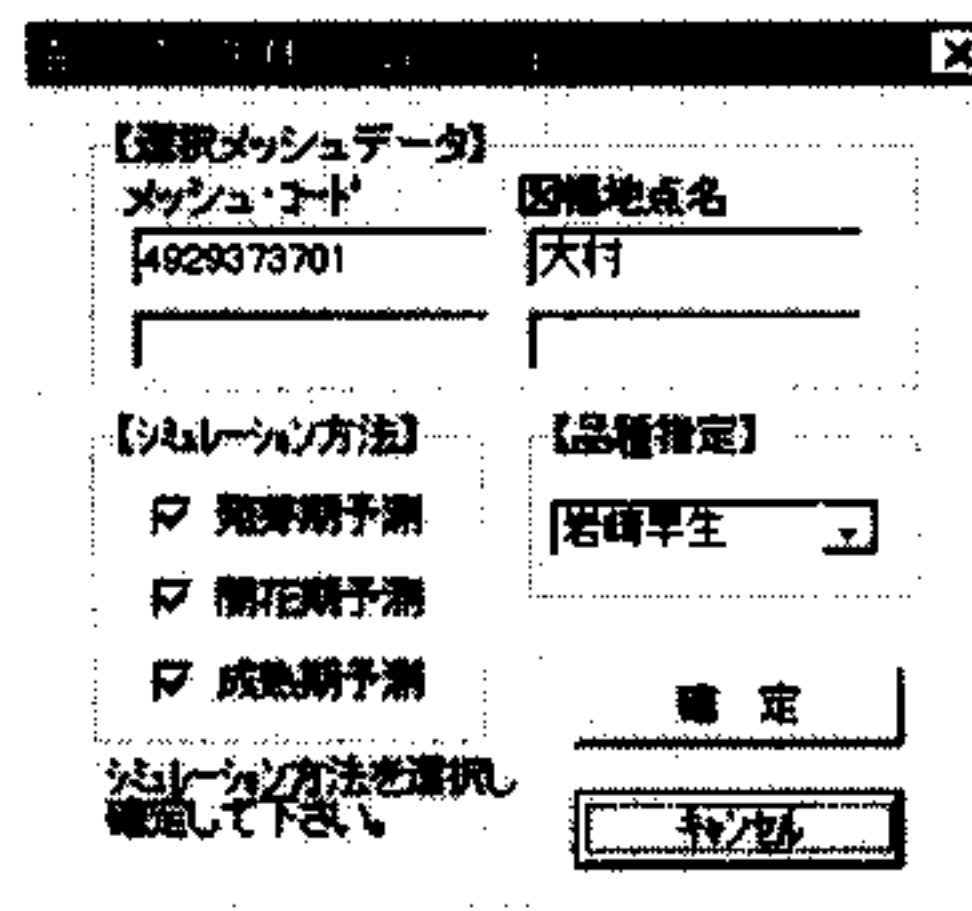 【選択メッシュデータ】
メッシュ・コード 図幅地点名
4929373701 大村
【シミュレーション方法】 【品種指定】
発芽期予測 岩崎早生
開花期予測
成熟期予測
確 定
シミュレーション方法を選択し
確定して下さい。
キャンセル